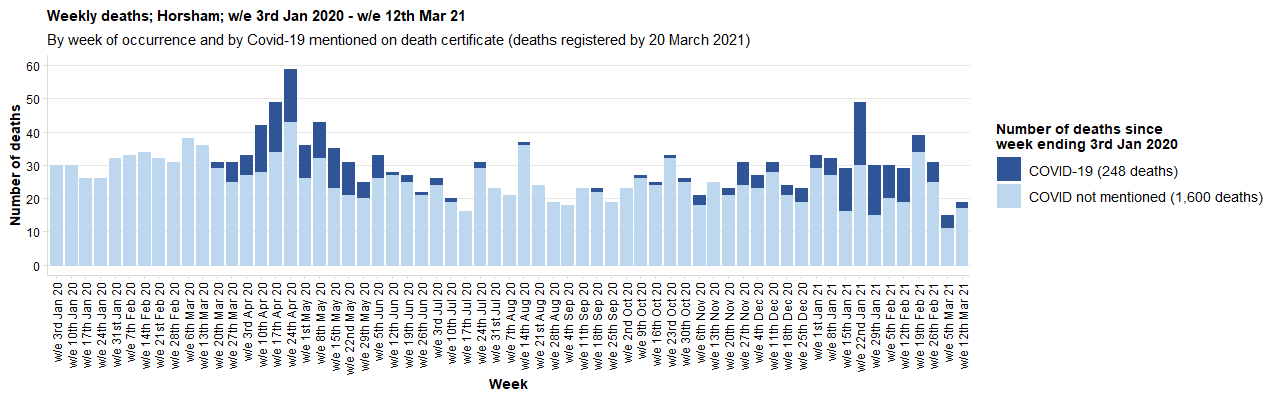 Weekly deaths; Horsham; w/e 3rd Jan 2020 - w/e 12th Mar 21
By week of occurrence and by Covid-19 mentioned on death certificate (deaths registered by 20 March 2021)
Number of deaths
60
50
40
30
20
10
0
w/e 3rd Jan 20
w/e 10th Jan 20
w/e 17th Jan 20
w/e 24th Jan 20
w/e 31st Jan 20
w/e 7th Feb 20
w/e 14th Feb 20
w/e 21st Feb 20
w/e 28th Feb 20
w/e 6th Mar 20
w/e 13th Mar 20
w/e 20th Mar 20
w/e 27th Mar 20
w/e 3rd Apr 20
w/e 10th Apr 20
w/e 17th Apr 20
w/e 24th Apr 20
w/e 1st May 20
w/e 8th May 20
w/e 15th May 20
w/e 22nd May 20
w/e 29th May 20
w/e 5th Jun 20
w/e 12th Jun 20
w/e 19th Jun 20
w/e 26th Jun 20
w/e 3rd Jul 20
w/e 10th Jul 20
w/e 17th Jul 20
w/e 24th Jul 20
w/e 31st Jul 20
w/e 7th Aug 20
w/e 14th Aug 20
w/e 21st Aug 20
w/e 28th Aug 20
w/e 4th Sep 20
w/e 11th Sep 20
w/e 18th Sep 20
w/e 25th Sep 20
w/e 2nd Oct 20
w/e 9th Oct 20
w/e 16th Oct 20
w/e 23rd Oct 20
w/e 30th Oct 20
w/e 6th Nov 20
w/e 13th Nov 20
w/e 20th Nov 20
w/e 27th Nov 20
w/e 4th Dec 20
w/e 11th Dec 20
w/e 18th Dec 20
w/e 25th Dec 20
w/e 1st Jan 21
w/e 8th Jan 21
w/e 15th Jan 21
w/e 22nd Jan 21
w/e 29th Jan 21
w/e 5th Feb 21
w/e 12th Feb 21
w/e 19th Feb 21
w/e 26th Feb 21
w/e 5th Mar 21
w/e 12th Mar 21
Week
Number of deaths since
week ending 3rd Jan 2020
COVID-19 (248 deaths)
COVID not mentioned (1,600 deaths)